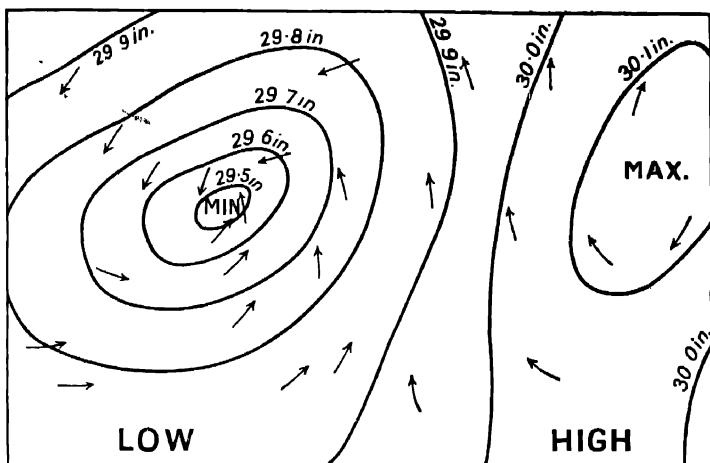 29 9 in.
29·8 in
29.9 in.
30·0 in.
30·1 in.
29·7 in
29 6 in
29·5 in
MIN
MAX.
30 0 in.
LOW
HIGH